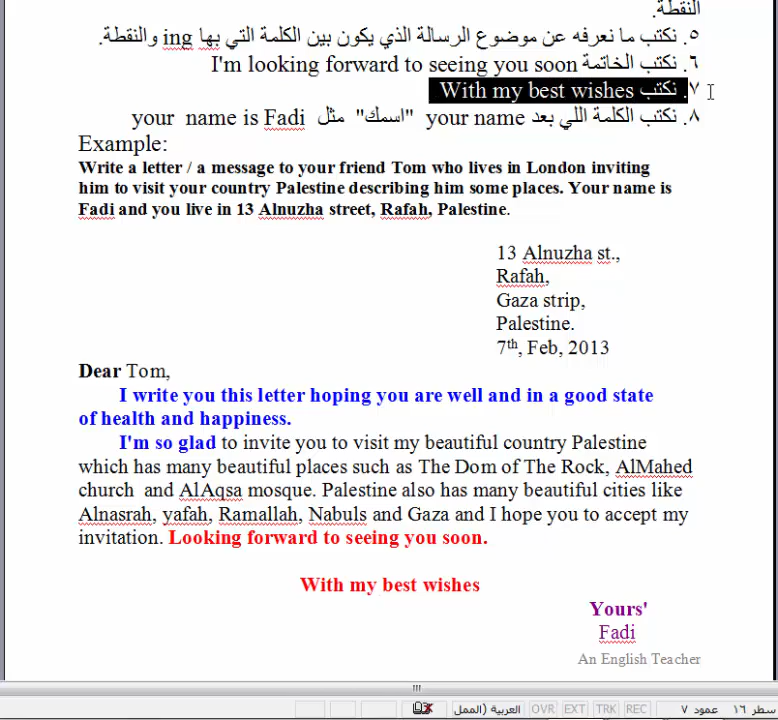 النقطة.
٥. نكتب ما نعرفه عن موضوع الرسالة الذي يكون بين الكلمة التي بها ing والنقطة.
٦. نكتب الخاتمة I'm looking forward to seeing you soon
٧. نكتب With my best wishes
٨. نكتب الكلمة اللي بعد your name "اسمك" مثل your name is Fadi
Example:
Write a letter / a message to your friend Tom who lives in London inviting
him to visit your country Palestine describing him some places. Your name is
Fadi and you live in 13 Alnuzha street, Rafah, Palestine.
13 Alnuzha st.,
Rafah,
Gaza strip,
Palestine.
7th, Feb, 2013
Dear Tom,
I write you this letter hoping you are well and in a good state
of health and happiness.
I'm so glad to invite you to visit my beautiful country Palestine
which has many beautiful places such as The Dom of The Rock, AlMahed
church and AlAqsa mosque. Palestine also has many beautiful cities like
Alnasrah, yafah, Ramallah, Nabuls and Gaza and I hope you to accept my
invitation. Looking forward to seeing you soon.
With my best wishes
Yours'
Fadi
An English Teacher
سطر ١٦ عمود ٧ REC TRK EXT OVR العربية (الممل